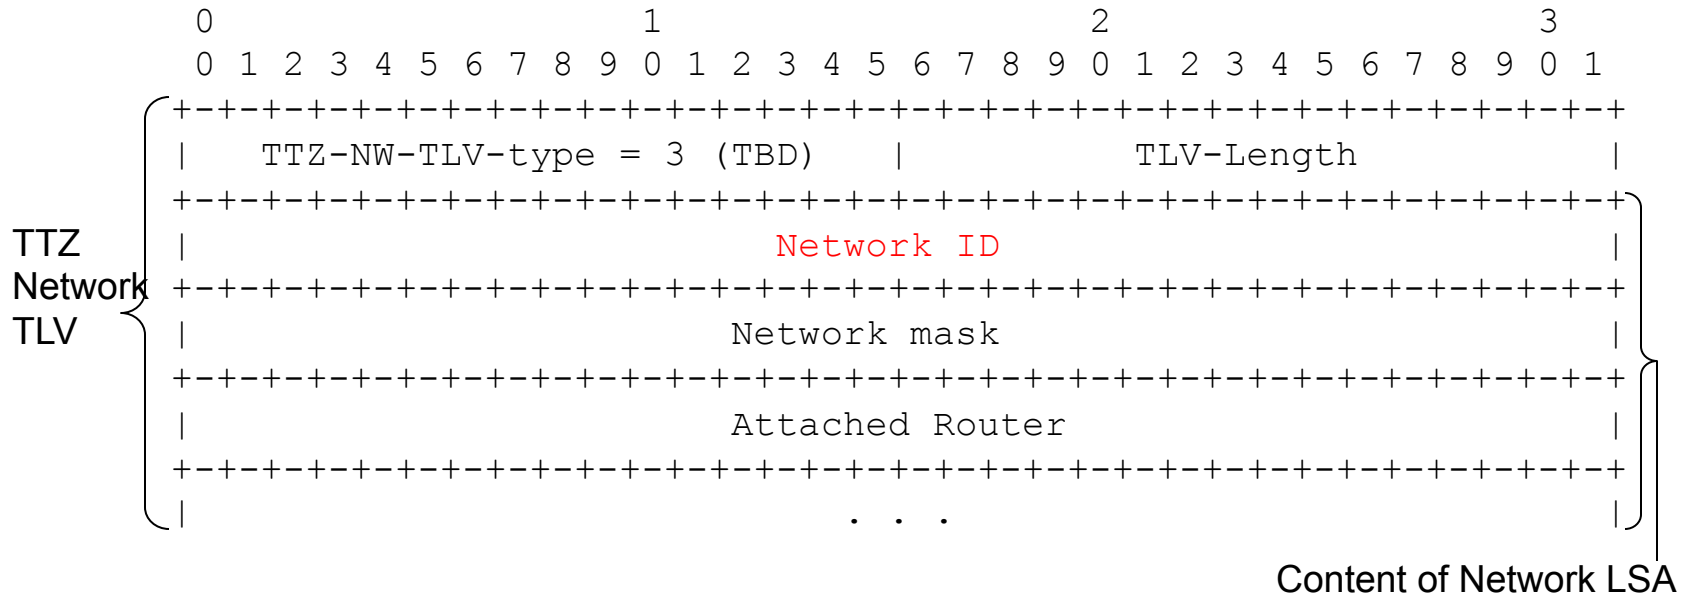 0                   1                   2                   3
0 1 2 3 4 5 6 7 8 9 0 1 2 3 4 5 6 7 8 9 0 1 2 3 4 5 6 7 8 9 0 1
+-+-+-+-+-+-+-+-+-+-+-+-+-+-+-+-+-+-+-+-+-+-+-+-+-+-+-+-+-+-+-+-+
|   TTZ-NW-TLV-type = 3 (TBD)   |          TLV-Length           |
+-+-+-+-+-+-+-+-+-+-+-+-+-+-+-+-+-+-+-+-+-+-+-+-+-+-+-+-+-+-+-+-+
|                          Network ID                           |
+-+-+-+-+-+-+-+-+-+-+-+-+-+-+-+-+-+-+-+-+-+-+-+-+-+-+-+-+-+-+-+-+
|                        Network mask                           |
+-+-+-+-+-+-+-+-+-+-+-+-+-+-+-+-+-+-+-+-+-+-+-+-+-+-+-+-+-+-+-+-+
|                        Attached Router                        |
+-+-+-+-+-+-+-+-+-+-+-+-+-+-+-+-+-+-+-+-+-+-+-+-+-+-+-+-+-+-+-+-+
|                             . . .                             |
TTZ
Network
TLV
Content of Network LSA